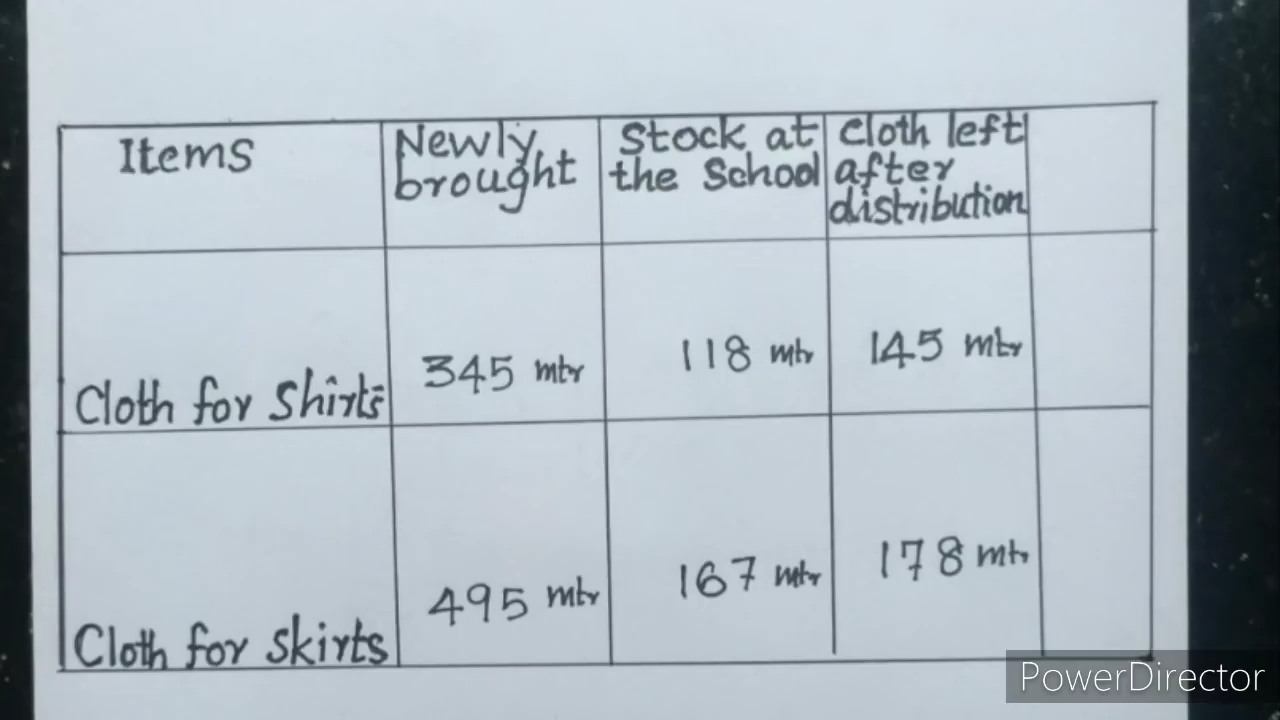 Items
Newly
brought
Stock at
the School
Cloth left
after
distribution
Cloth for Shirts
345 mtr
118 mtr
145 mtr
Cloth for skirts
495 mtr
167 mtr
178 mtr
PowerDirector